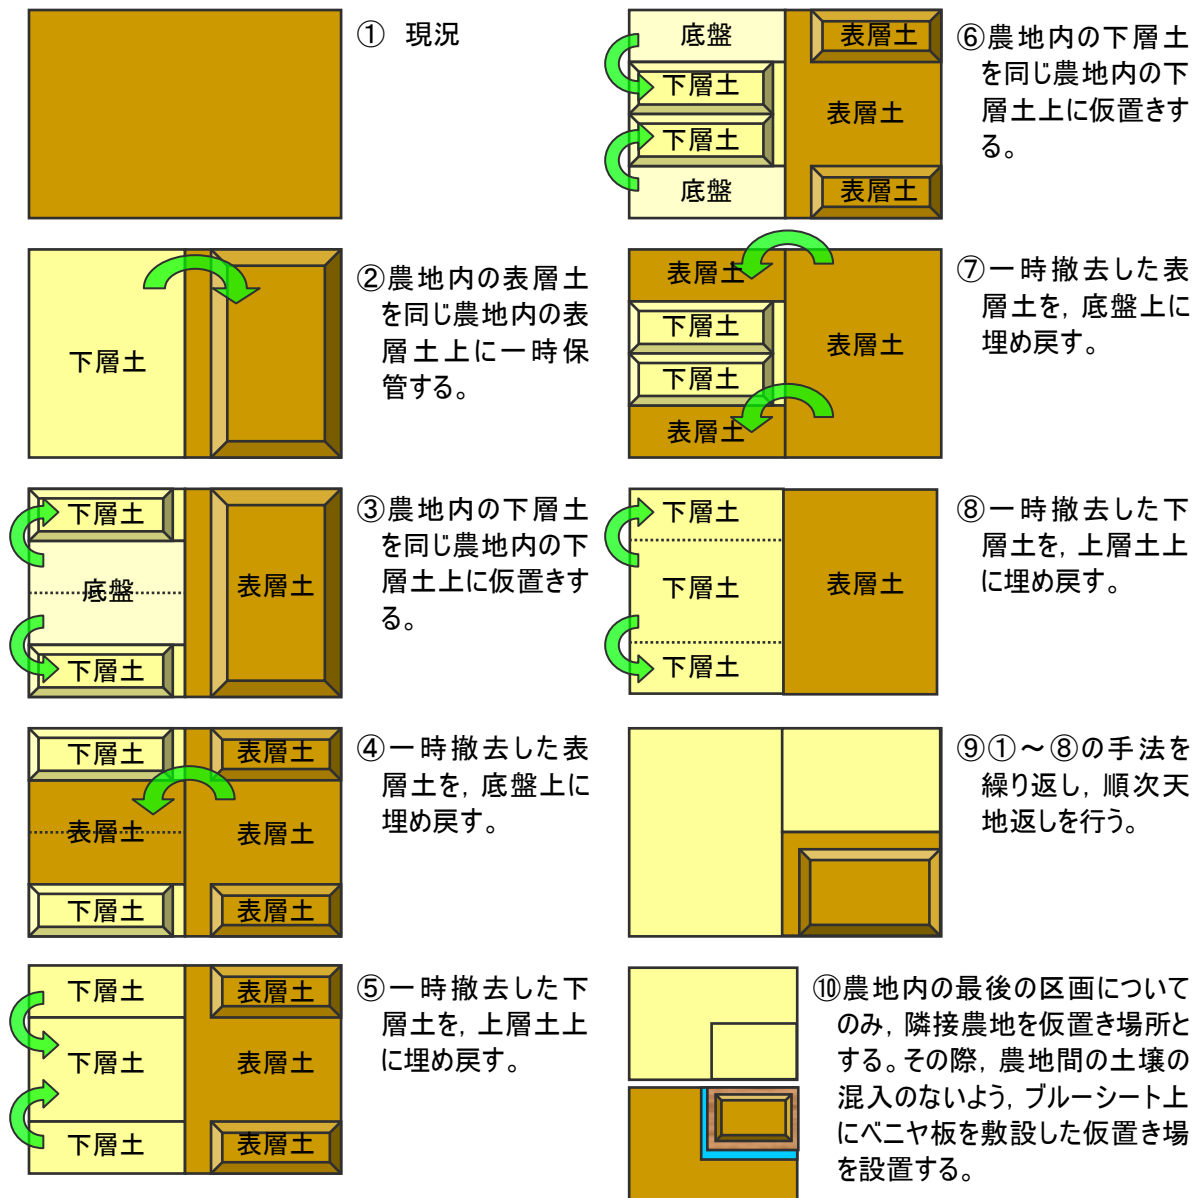 ① 現況
下層土
②農地内の表層土
を同じ農地内の表
層土上に一時保
管する。
下層土
底盤
下層土
表層土
③農地内の下層土
を同じ農地内の下
層土上に仮置きす
る。
下層土
表層土
表層土
表層土
下層土
表層土
④一時撤去した表
層土を, 底盤上に
埋め戻す。
下層土
表層土
下層土
表層土
下層土
表層土
⑤一時撤去した下
層土を, 上層土上
に埋め戻す。
底盤
表層土
下層土
表層土
下層土
底盤
表層土
⑥農地内の下層土
を同じ農地内の下
層土上に仮置きす
る。
表層土
下層土
表層土
下層土
表層土
⑦一時撤去した表
層土を, 底盤上に
埋め戻す。
下層土
下層土
表層土
下層土
⑧一時撤去した下
層土を, 上層土上
に埋め戻す。
⑨①～⑧の手法を
繰り返し, 順次天
地返しを行う。
⑩農地内の最後の区画について
のみ, 隣接農地を仮置き場所と
する。その際, 農地間の土壌の
混入のないよう, ブルーシート上
にベニヤ板を敷設した仮置き場
を設置する。